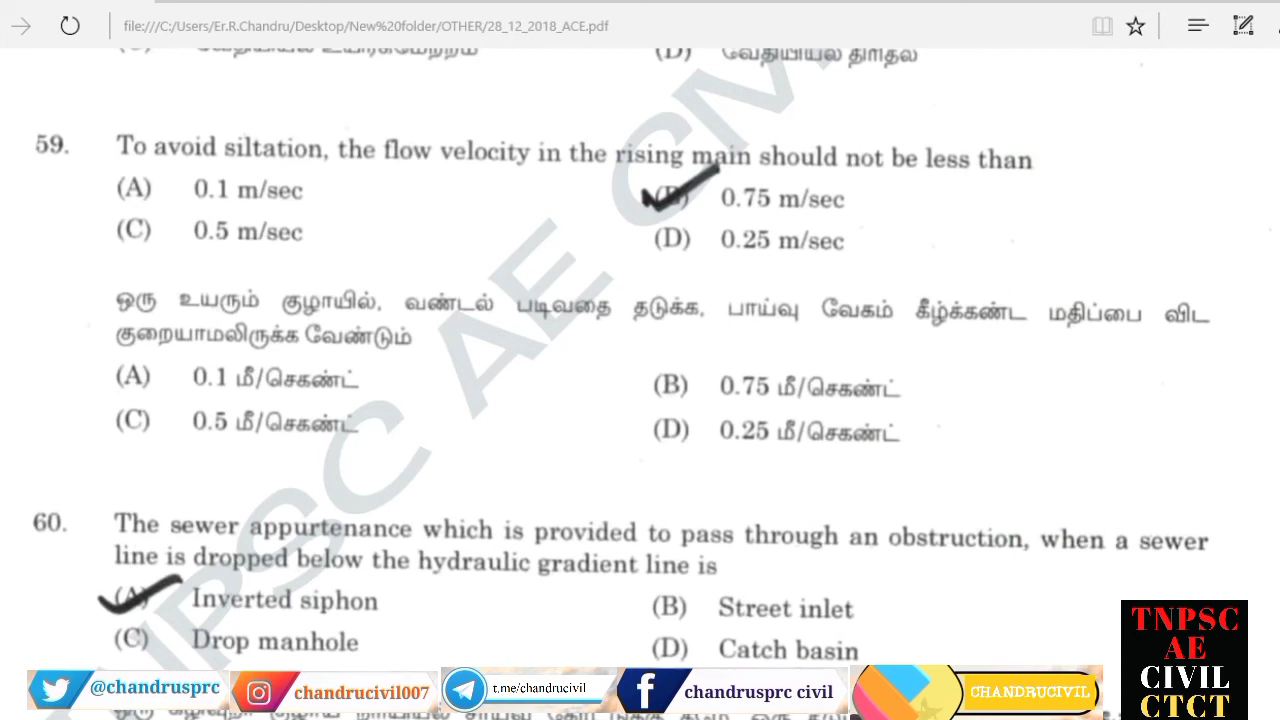 file:///C:/Users/Er.R.Chandru/Desktop/New%20folder/OTHER/28_12_2018_ACE.pdf
(D) வேதியியல் திரிதல்
59. To avoid siltation, the flow velocity in the rising main should not be less than
(A) 0.1 m/sec (B) 0.75 m/sec
(C) 0.5 m/sec (D) 0.25 m/sec
ஒரு உயரும் குழாயில், வண்டல் படிவதை தடுக்க, பாய்வு வேகம் கீழ்க்கண்ட மதிப்பை விட
குறையாமலிருக்க வேண்டும்
(A) 0.1 மீ/செகண்ட் (B) 0.75 மீ/செகண்ட்
(C) 0.5 மீ/செகண்ட் (D) 0.25 மீ/செகண்ட்
60. The sewer appurtenance which is provided to pass through an obstruction, when a sewer
line is dropped below the hydraulic gradient line is
(A) Inverted siphon (B) Street inlet
(C) Drop manhole (D) Catch basin
TNPSC
AE
CIVIL
CTCT
@chandrusprc chandrucivil007 t.me/chandrucivil f chandrusprc civil CHANDRUCIVIL
TNPSC AE CIVIL